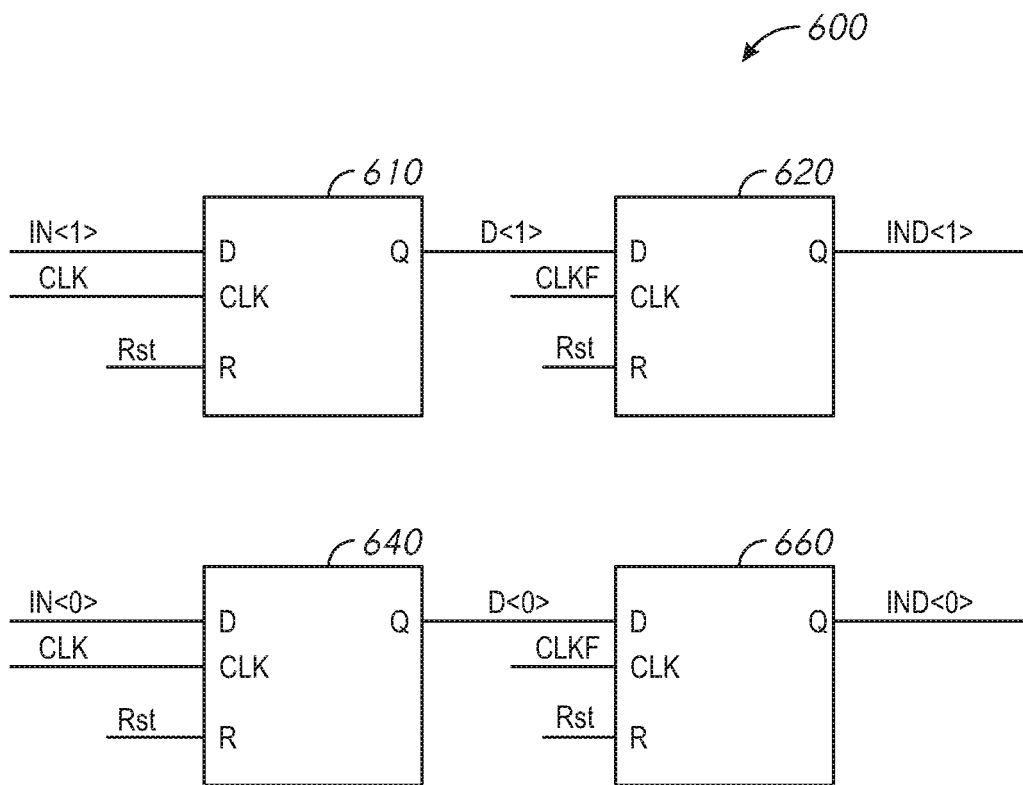 600
610
620
IN<1>
D
Q
D<1>
D
Q
IND<1>
CLK
CLK
CLKF
CLK
Rst
R
Rst
R
640
660
IN<0>
D
Q
D<0>
D
Q
IND<0>
CLK
CLK
CLKF
CLK
Rst
R
Rst
R